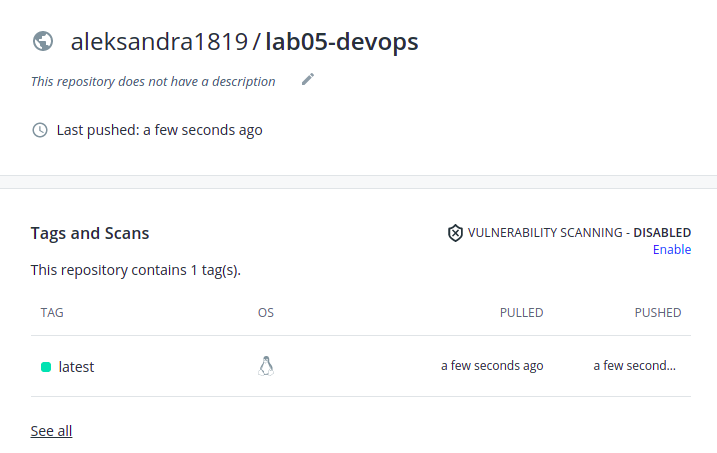 aleksandra1819 / lab05-devops
This repository does not have a description
Last pushed: a few seconds ago
Tags and Scans
VULNERABILITY SCANNING - DISABLED
Enable
This repository contains 1 tag(s).
TAG OS PULLED PUSHED
latest a few seconds ago a few second...
See all